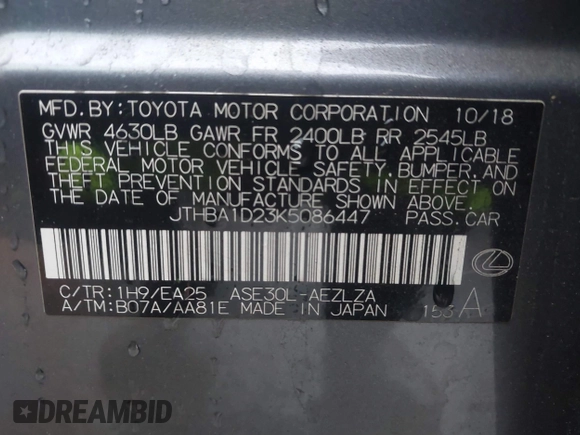 MFD.BY:TOYOTA MOTOR CORPORATION 10/18
GVWR 4630LB GAWR FR 2400LB RR 2545LB
THIS VEHICLE CONFORMS TO ALL APPLICABLE
FEDERAL MOTOR VEHICLE SAFETY,BUMPER,AND
THEFT PREVENTION STANDARDS IN EFFECT ON
THE DATE OF MANUFACTURE SHOWN ABOVE.
JTHBA1D23K5086447 PASS.CAR
C/TR:1H9/EA25 ASE30L-AEZLZA
A/TM:B07A/AA81E MADE IN JAPAN A
DREAMBID